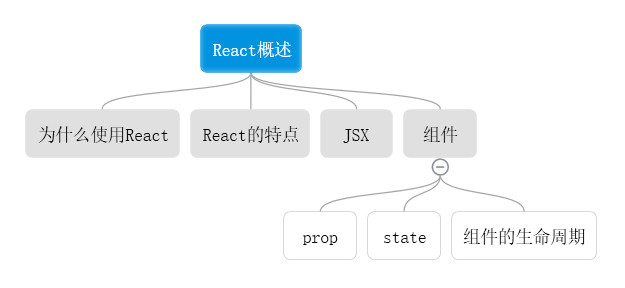 React概述
为什么使用React
React的特点
JSX
组件
prop
state
组件的生命周期